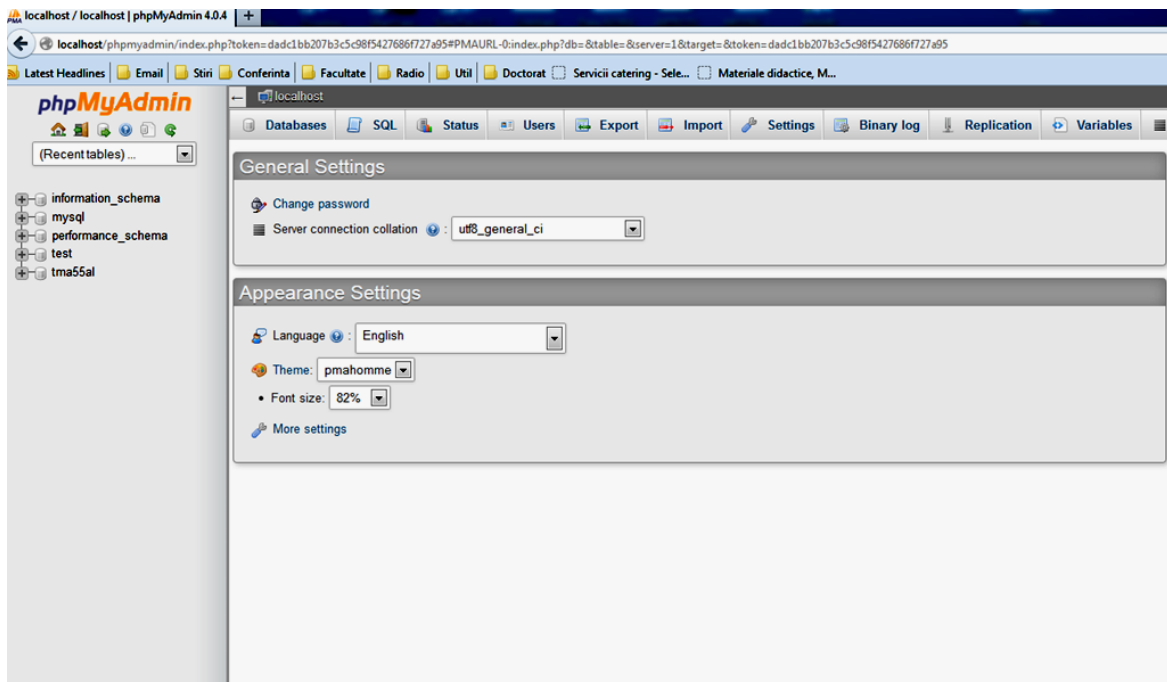 localhost / localhost | phpMyAdmin 4.0.4
localhost/phpmyadmin/index.php?token=dadc1bb207b3c5c98f5427686f727a95#PMAURL-0:index.php?db=&table=&server=1&target=&token=dadc1bb207b3c5c98f5427686f727a95
Latest Headlines Email Stiri Conferinta Facultate Radio Util Doctorat Servicii catering - Sele... Materiale didactice, M...
phpMyAdmin
(Recent tables) ...
information_schema
mysql
performance_schema
test
tma55al
localhost
Databases SQL Status Users Export Import Settings Binary log Replication Variables
General Settings
Change password
Server connection collation : utf8_general_ci
Appearance Settings
Language : English
Theme: pmahomme
• Font size: 82%
More settings